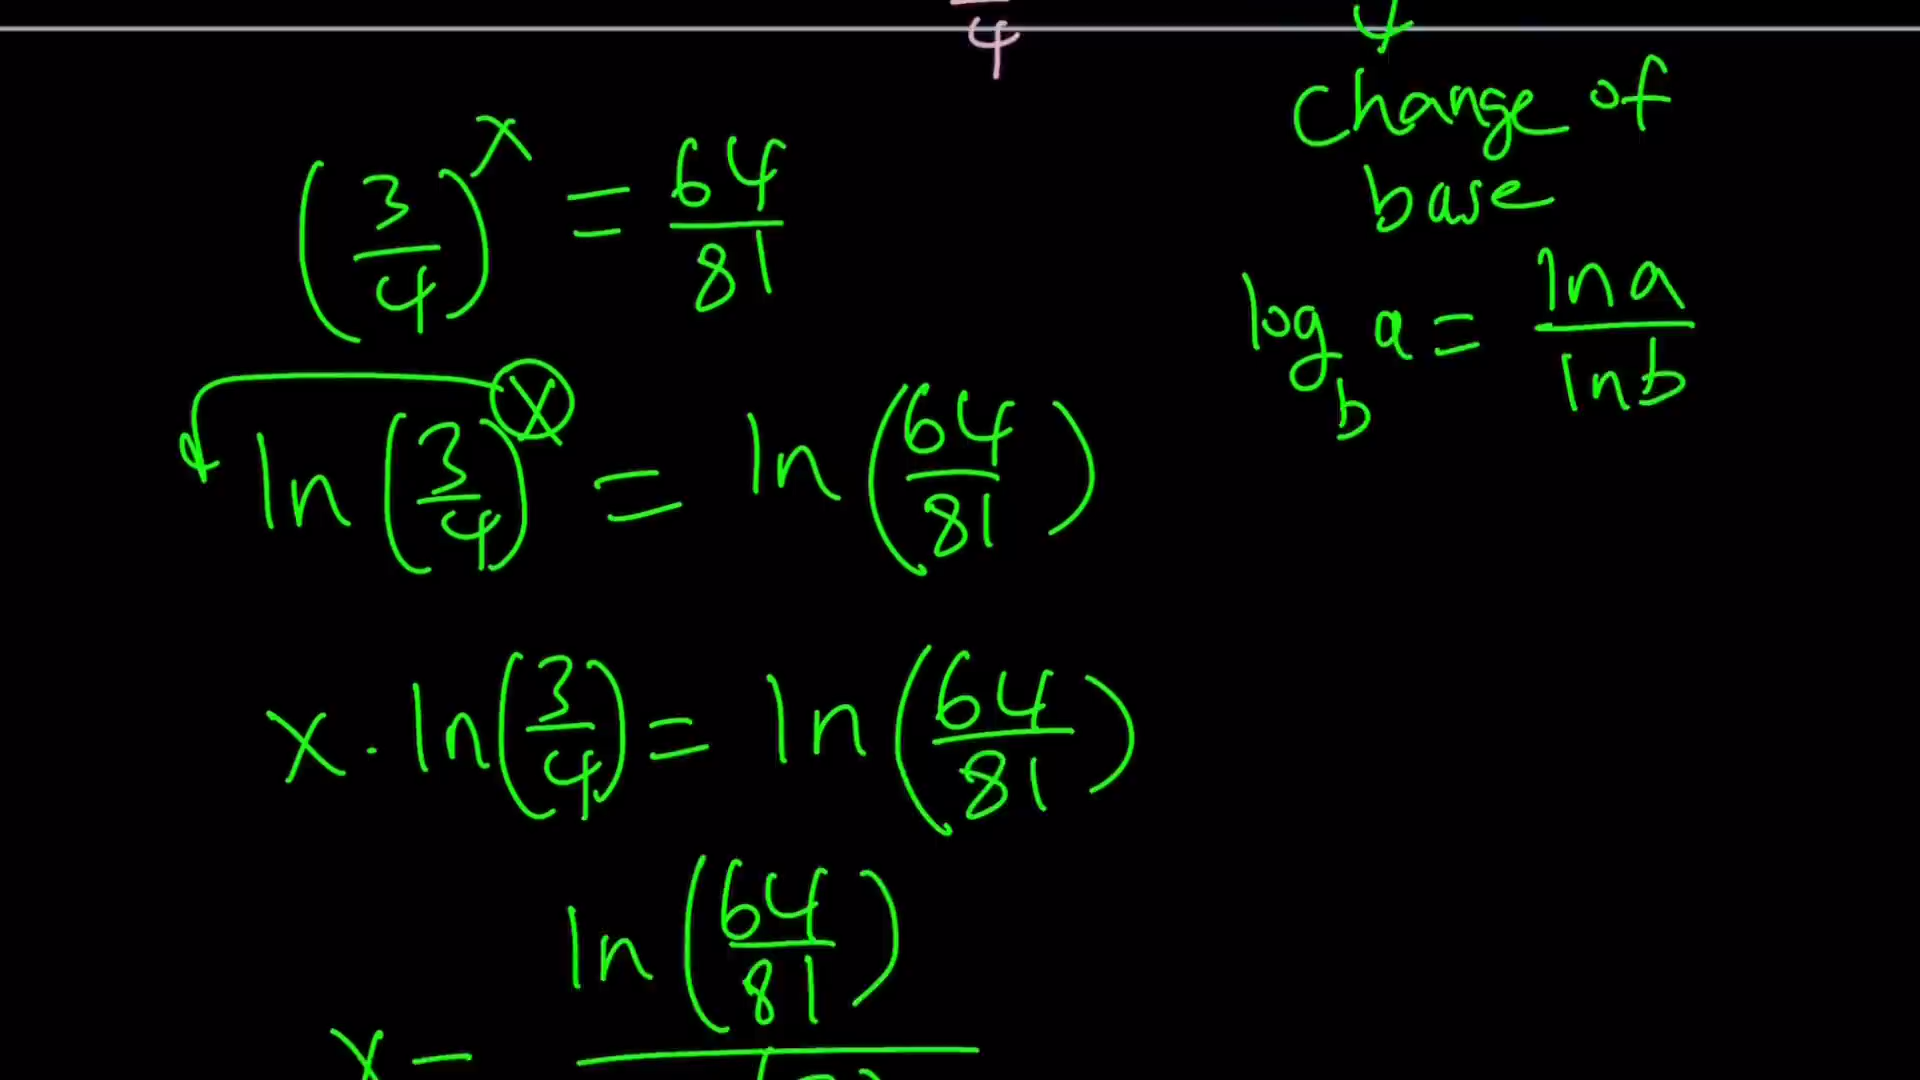 4
(3/4)^x = 64/81
ln(3/4)^x = ln(64/81)
x · ln(3/4) = ln(64/81)
x = ln(64/81)
Change of
base
log_b a = ln a / ln b